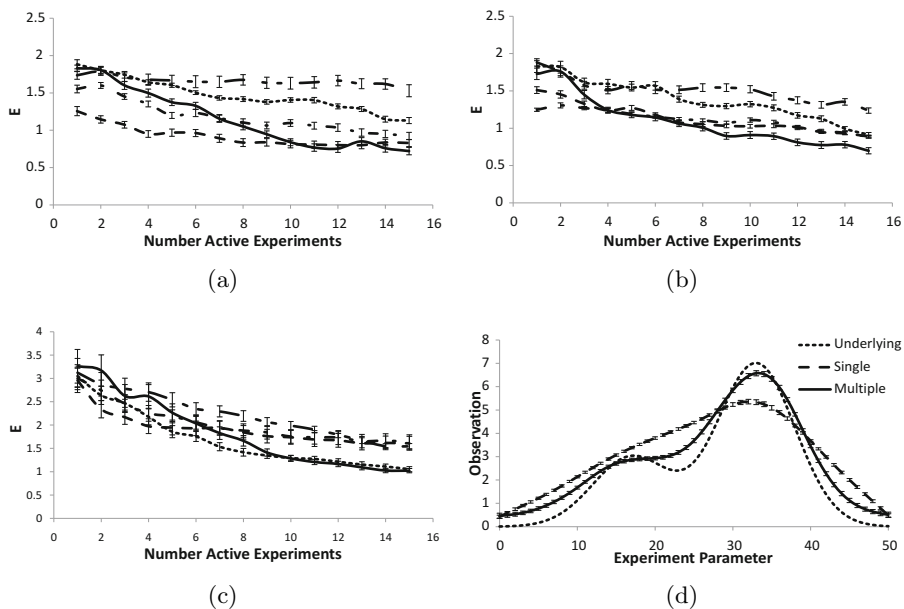 2.5
2
1.5
1
0.5
0
E
0 2 4 6 8 10 12 14 16
Number Active Experiments
(a)
2.5
2
1.5
1
0.5
0
E
0 2 4 6 8 10 12 14 16
Number Active Experiments
(b)
4
3.5
3
2.5
2
1.5
1
0.5
0
E
0 2 4 6 8 10 12 14 16
Number Active Experiments
(c)
8
7
6
5
4
3
2
1
0
Observation
Underlying
Single
Multiple
0 10 20 30 40 50
Experiment Parameter
(d)